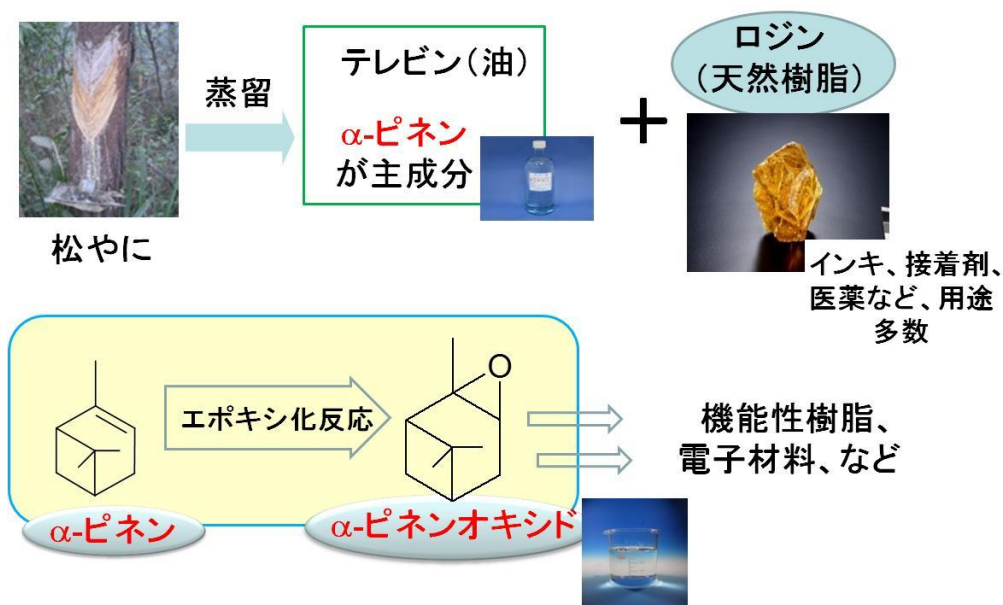 蒸留
テレビン(油)
α-ピネン
が主成分
+
ロジン
(天然樹脂)
松やに
インキ、接着剤、
医薬など、用途
多数
エポキシ化反応
O
α-ピネン
α-ピネンオキシド
機能性樹脂、
電子材料、など